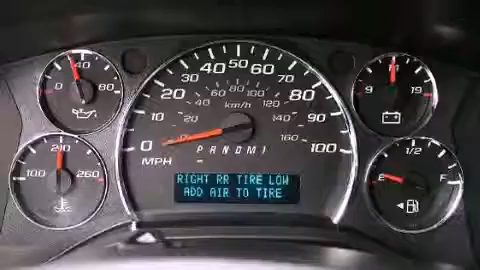 40
0 80
0 10 20 30 40 50 60 70 80 90 100
20 40 60 80 100 120 140 160
km/h
MPH
P R N D M 1
9 14 19
210
100 260
1/2
E F
RIGHT RR TIRE LOW
ADD AIR TO TIRE